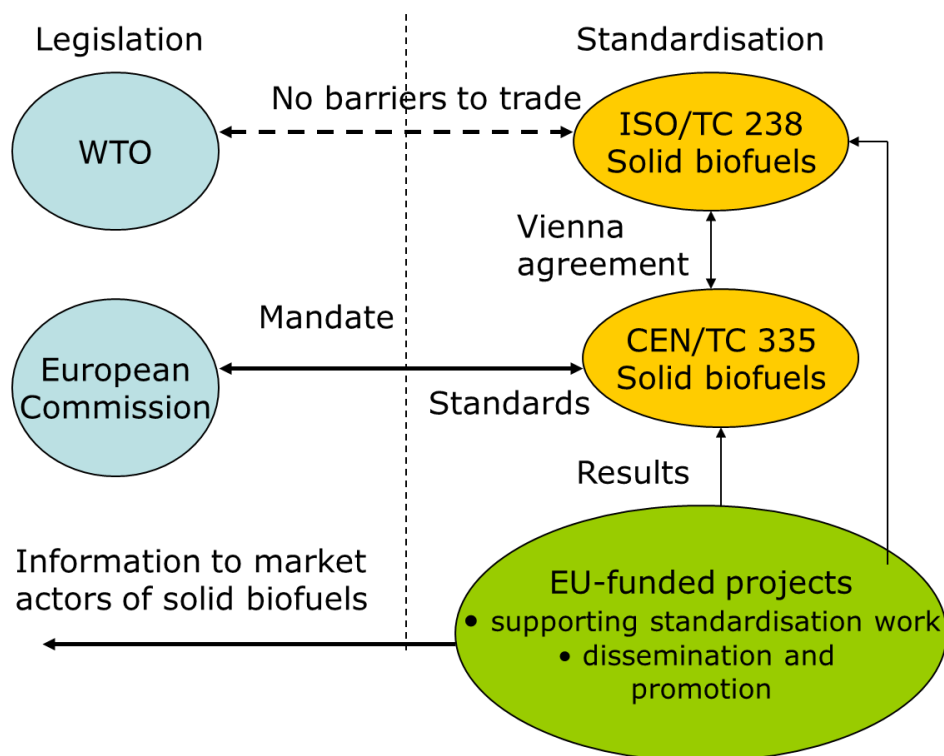 Legislation
Standardisation
No barriers to trade
WTO
ISO/TC 238
Solid biofuels
Vienna
agreement
Mandate
European
Commission
CEN/TC 335
Solid biofuels
Standards
Results
Information to market
actors of solid biofuels
EU-funded projects
• supporting standardisation work
• dissemination and
promotion